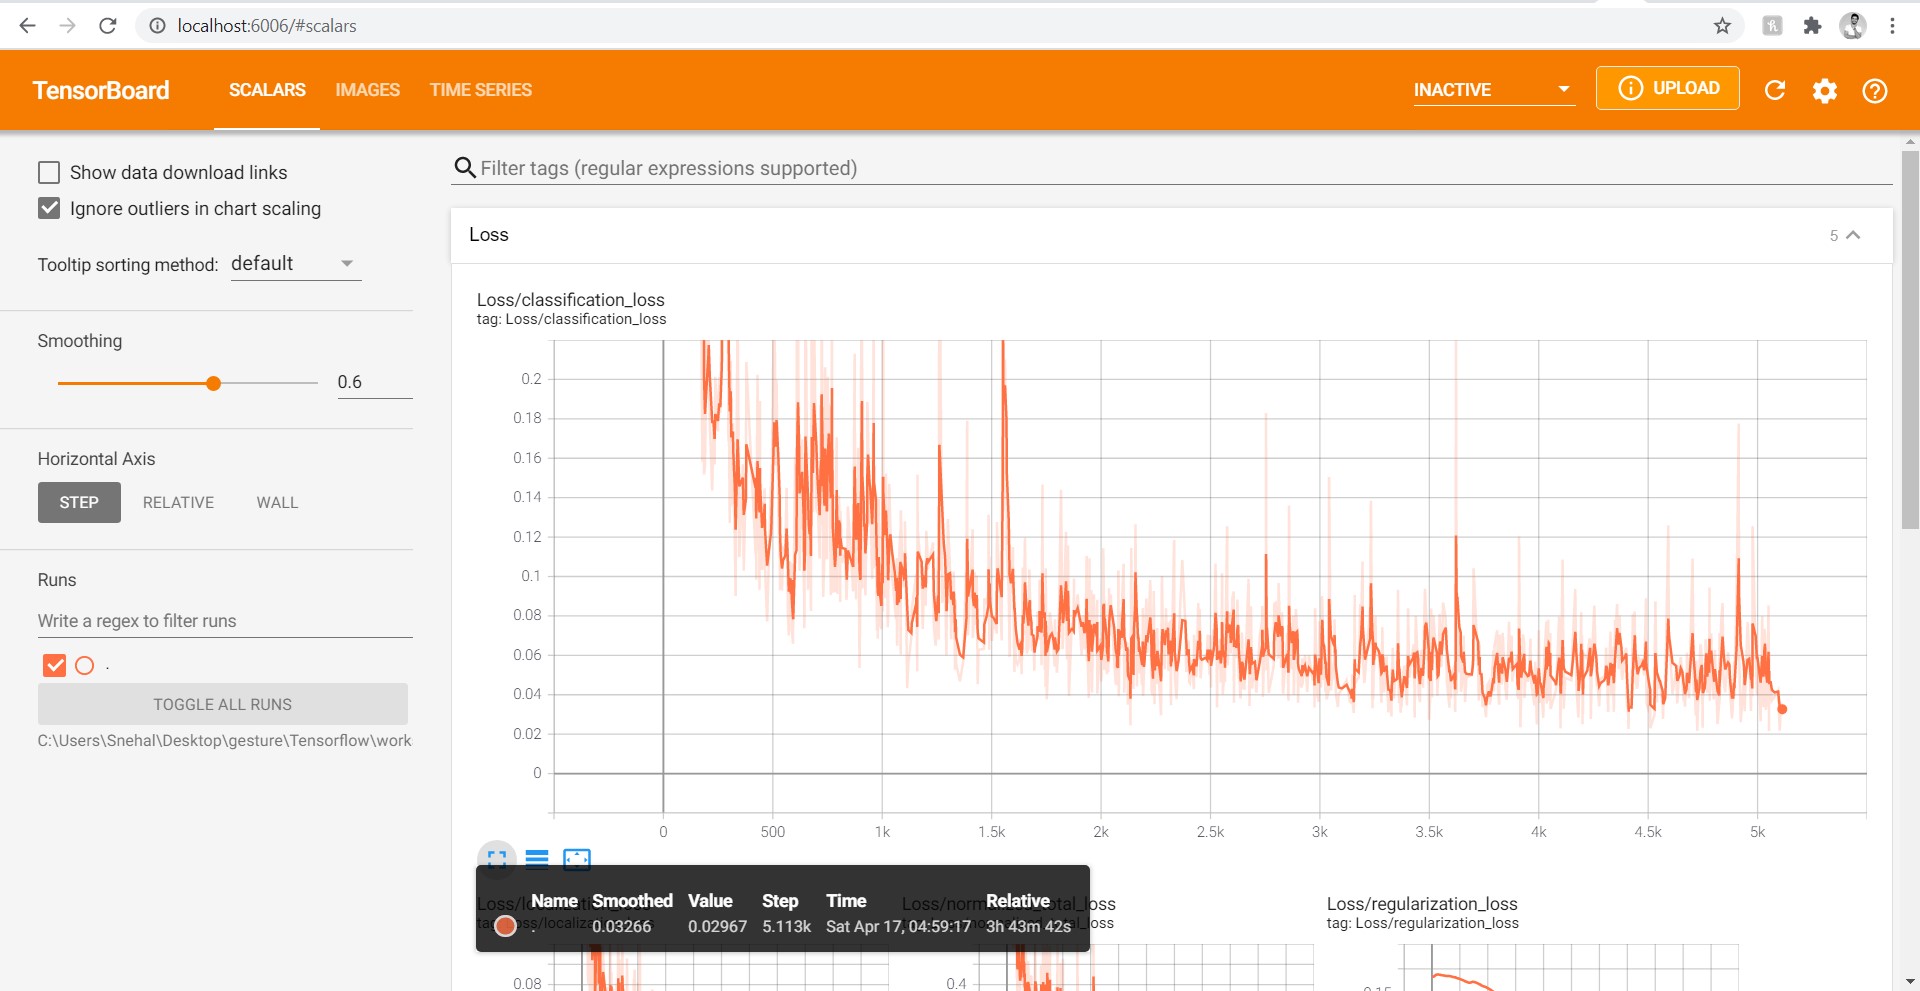 localhost:6006/#scalars
TensorBoard
SCALARS
IMAGES
TIME SERIES
INACTIVE
UPLOAD
Show data download links
Ignore outliers in chart scaling
Tooltip sorting method: default
Smoothing
0.6
Horizontal Axis
STEP RELATIVE WALL
Runs
Write a regex to filter runs
.
TOGGLE ALL RUNS
C:\Users\Snehal\Desktop\gesture\Tensorflow\work
Filter tags (regular expressions supported)
Loss
5
Loss/classification_loss
tag: Loss/classification_loss
0.2
0.18
0.16
0.14
0.12
0.1
0.08
0.06
0.04
0.02
0
0 500 1k 1.5k 2k 2.5k 3k 3.5k 4k 4.5k 5k
Name Smoothed Value Step Time Relative
. 0.03266 0.02967 5.113k Sat Apr 17, 04:59:17 3h 43m 42s
Loss/regularization_loss
tag: Loss/regularization_loss
0.08
0.4